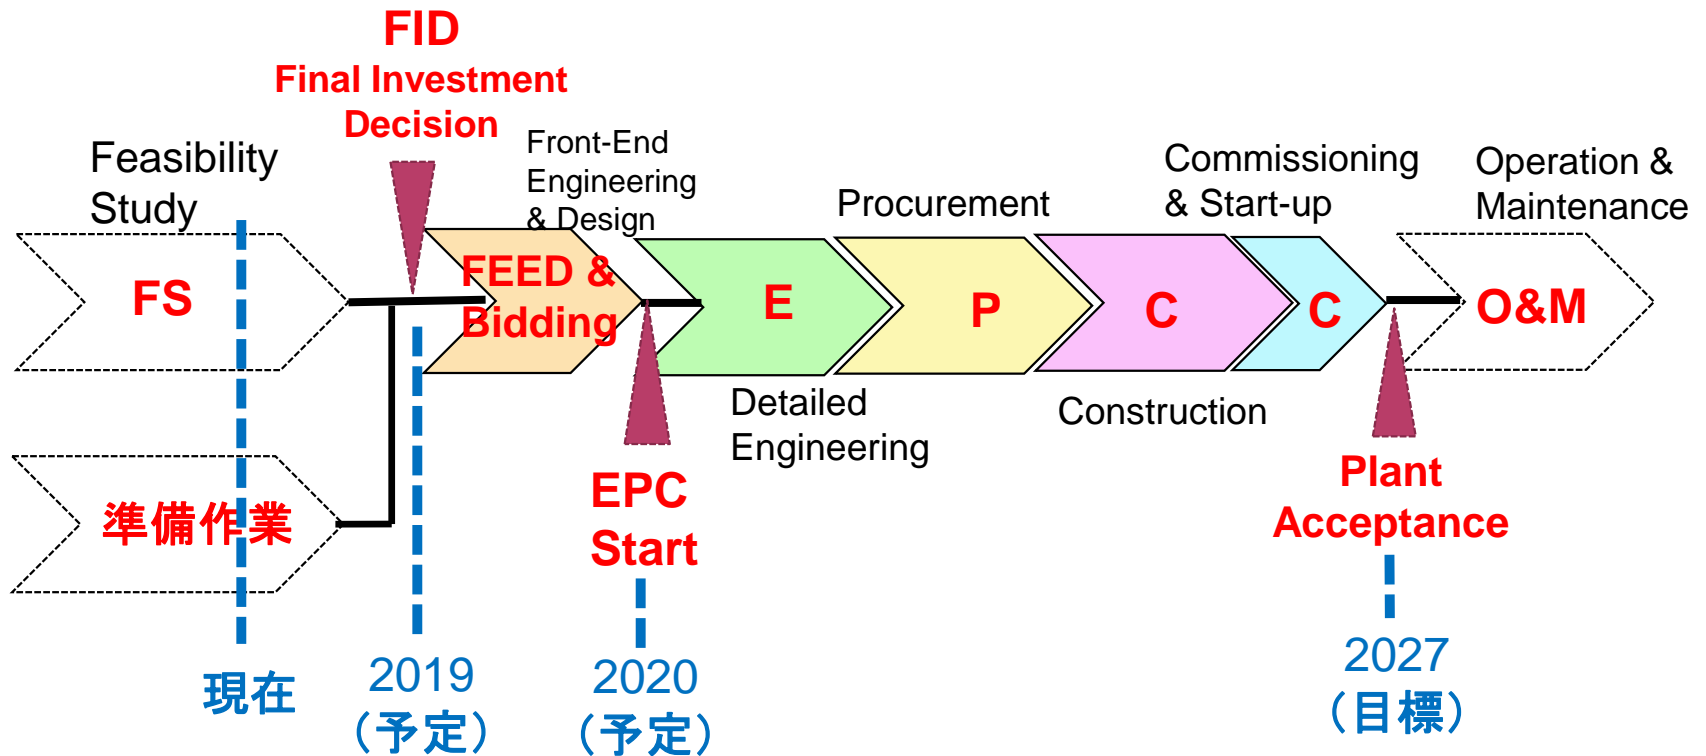 FID
Final Investment
Decision
Feasibility
Study
Front-End
Engineering
& Design
Procurement
Commissioning
& Start-up
Operation &
Maintenance
FS
FEED &
Bidding
E
P
C
C
O&M
Detailed
Engineering
Construction
準備作業
EPC
Start
Plant
Acceptance
現在
2019
（予定）
2020
（予定）
2027
（目標）